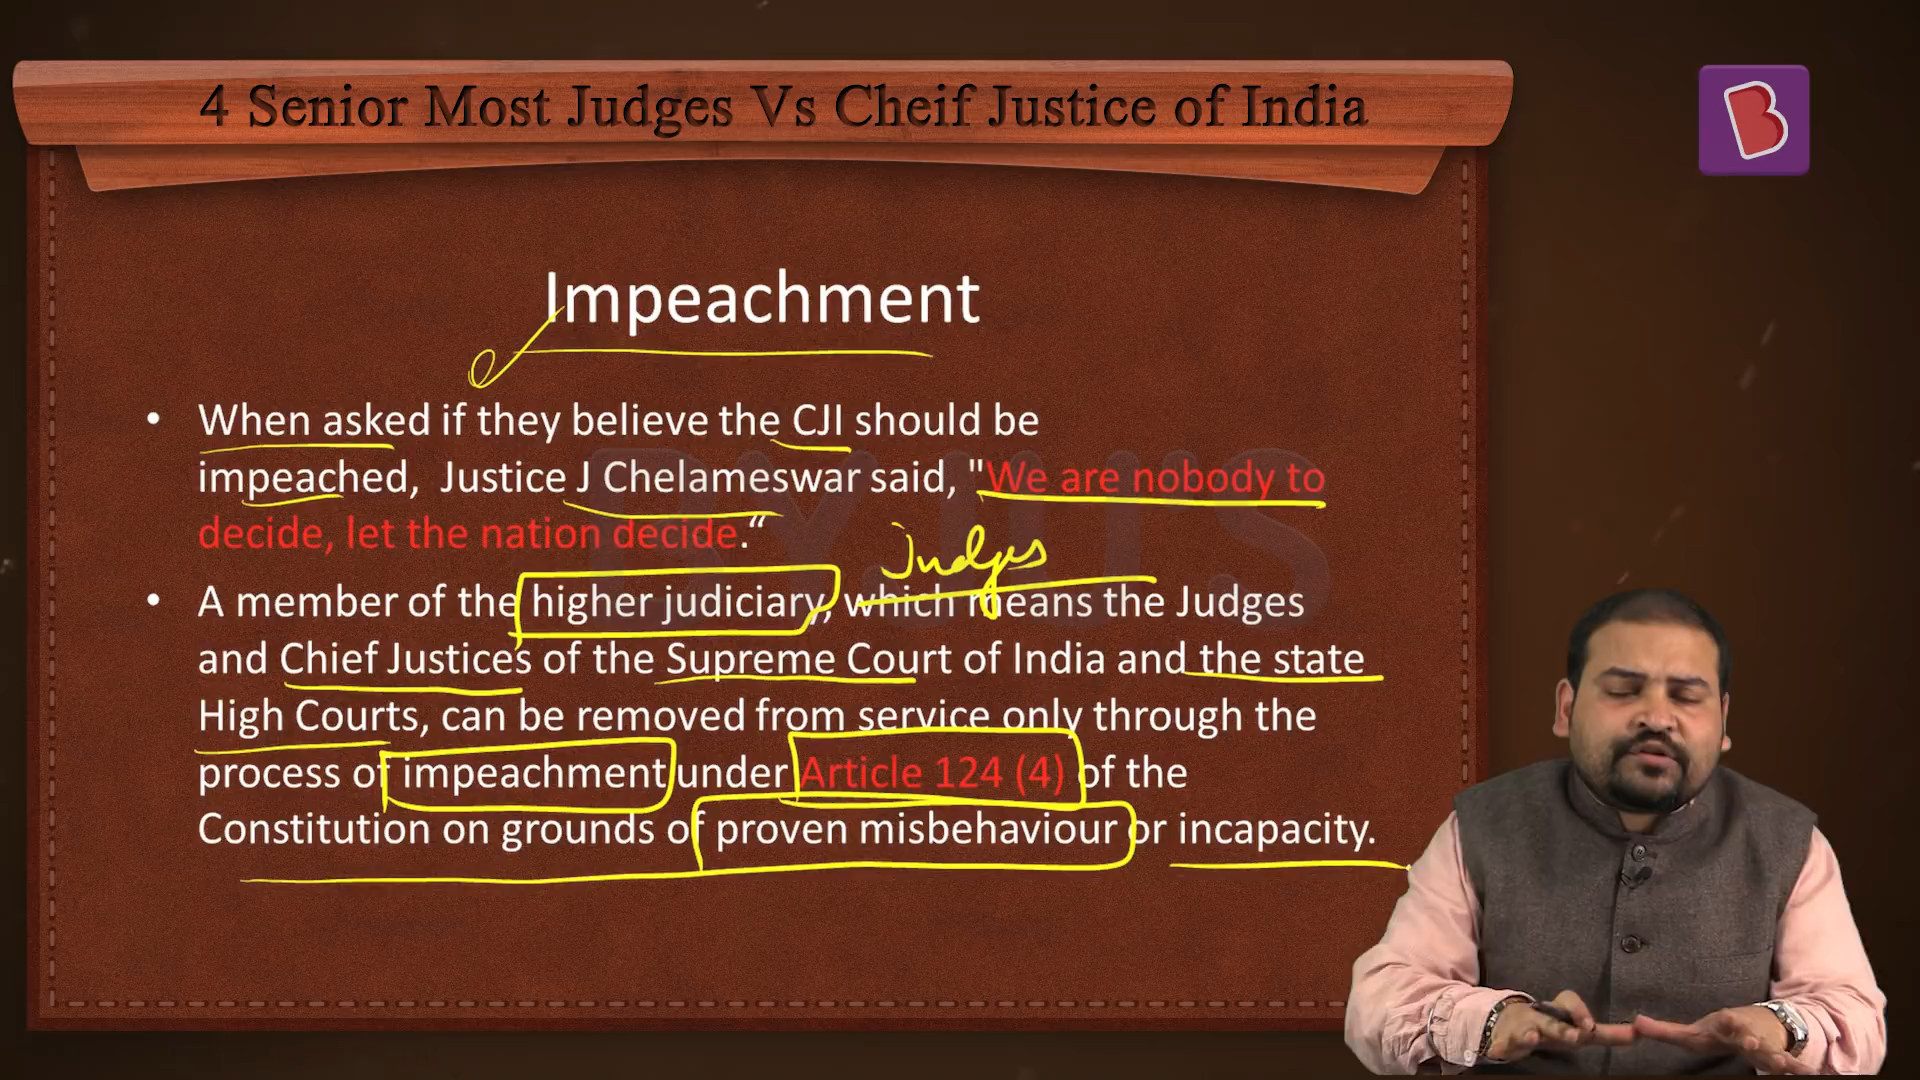 4 Senior Most Judges Vs Cheif Justice of India
B
Impeachment
• When asked if they believe the CJI should be
impeached, Justice J Chelameswar said, "We are nobody to
decide, let the nation decide.“
Judges
• A member of the higher judiciary, which means the Judges
and Chief Justices of the Supreme Court of India and the state
High Courts, can be removed from service only through the
process of impeachment under Article 124 (4) of the
Constitution on grounds of proven misbehaviour or incapacity.
BYJU'S